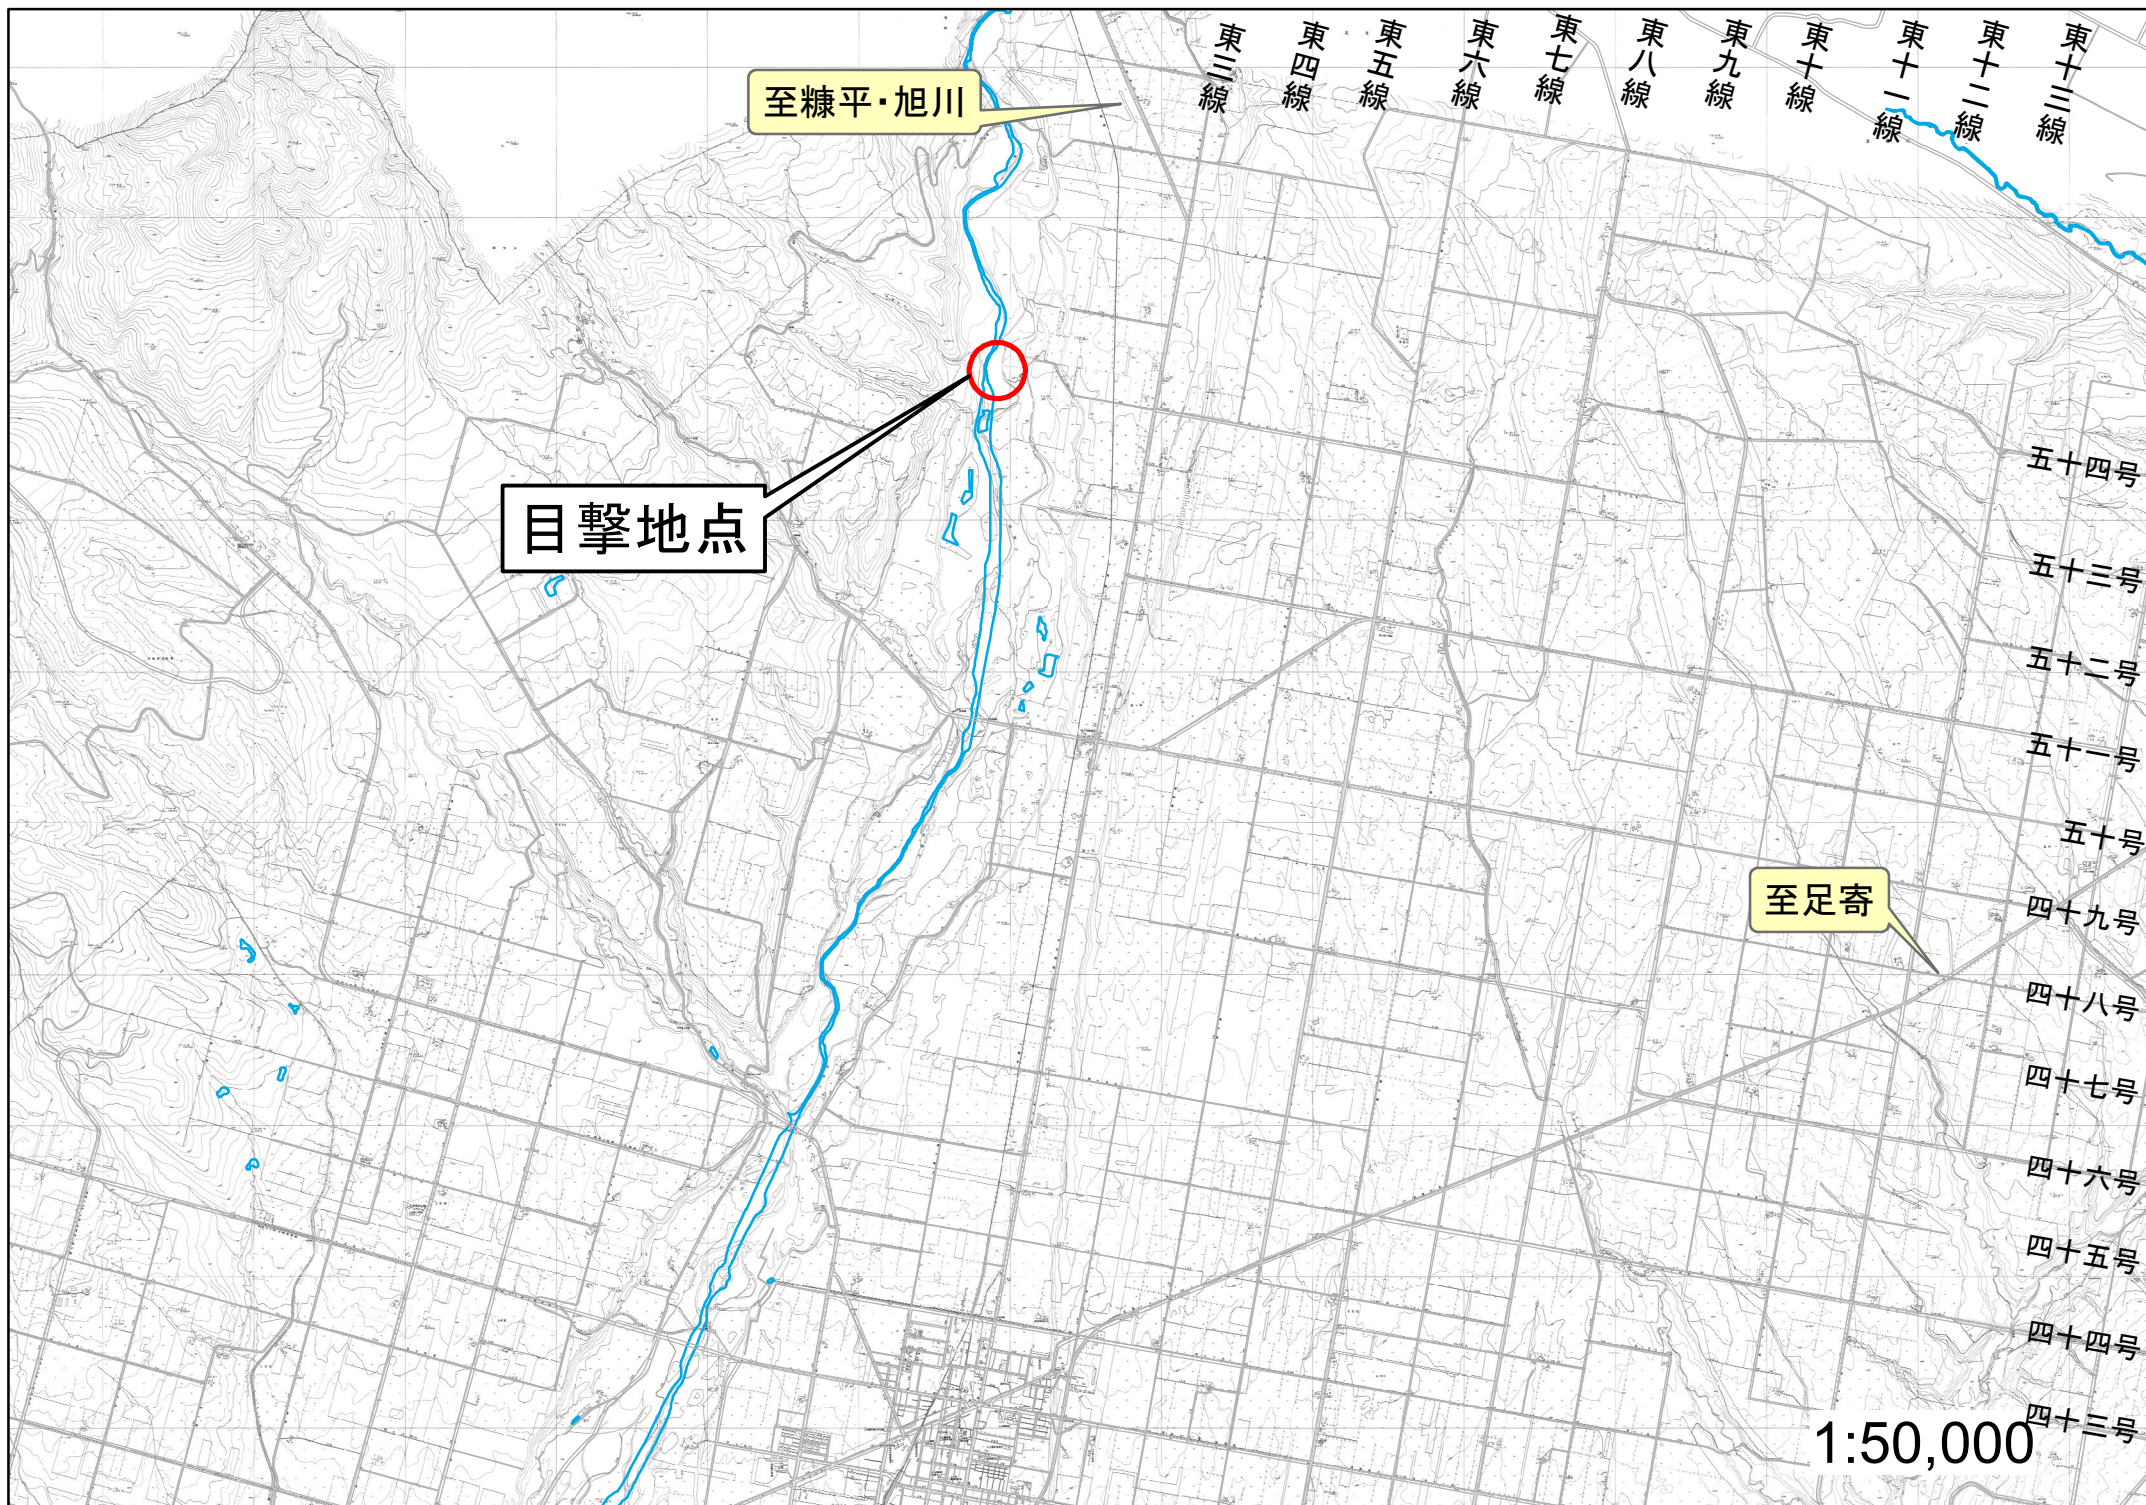 東三線
東四線
東五線
東六線
東七線
東八線
東九線
東十線
東十一線
東十二線
東十三線
至糠平・旭川
目撃地点
五十四号
五十三号
五十二号
五十一号
五十号
至足寄
四十九号
四十八号
四十七号
四十六号
四十五号
四十四号
四十三号
1:50,000